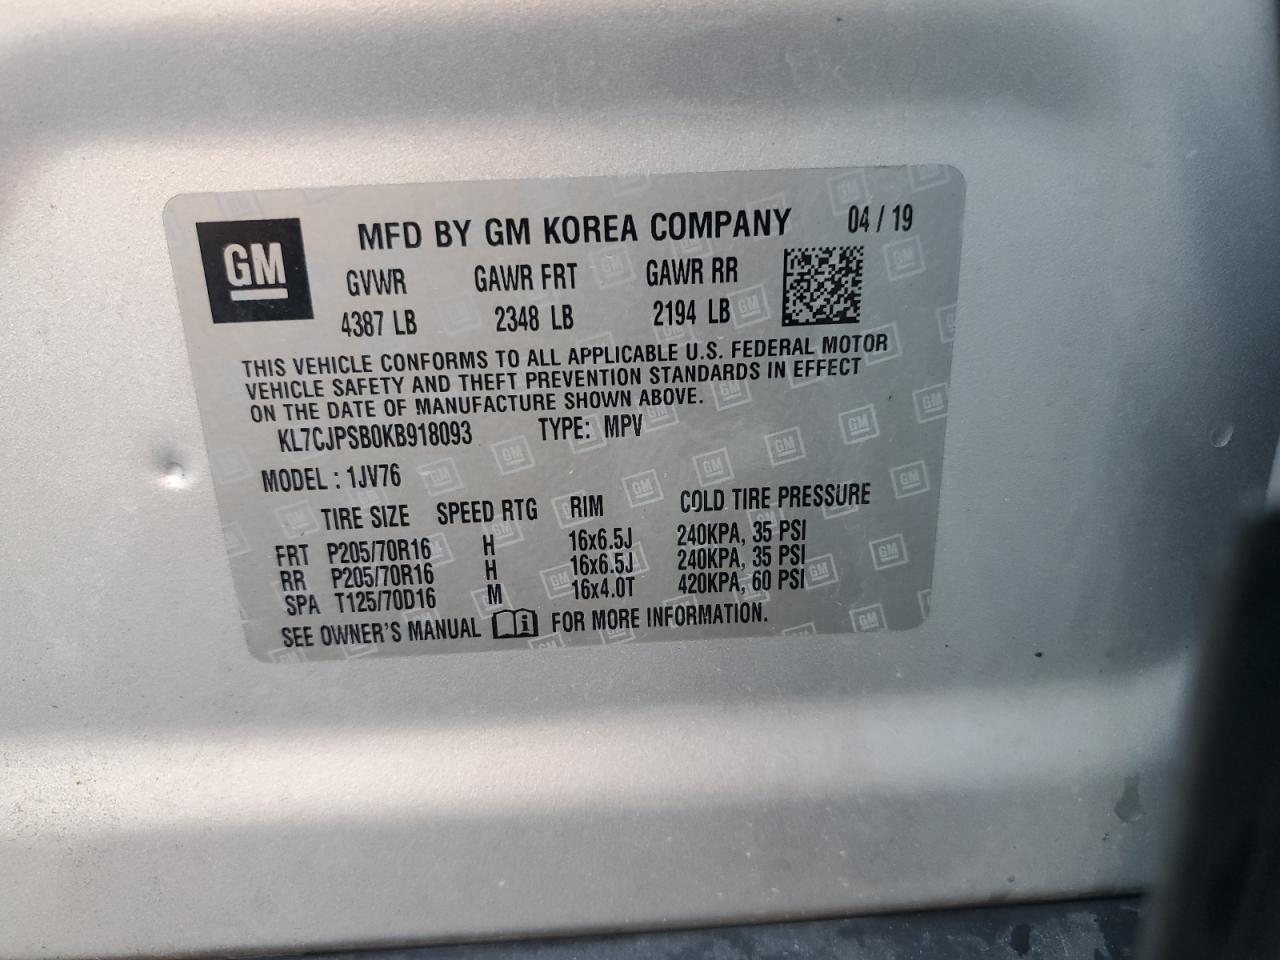 GM
MFD BY GM KOREA COMPANY 04 / 19
GVWR GAWR FRT GAWR RR
4387 LB 2348 LB 2194 LB
THIS VEHICLE CONFORMS TO ALL APPLICABLE U.S. FEDERAL MOTOR
VEHICLE SAFETY AND THEFT PREVENTION STANDARDS IN EFFECT
ON THE DATE OF MANUFACTURE SHOWN ABOVE.
KL7CJPSB0KB918093 TYPE: MPV
MODEL : 1JV76
TIRE SIZE SPEED RTG RIM COLD TIRE PRESSURE
FRT P205/70R16 H 16x6.5J 240KPA, 35 PSI
RR P205/70R16 H 16x6.5J 240KPA, 35 PSI
SPA T125/70D16 M 16x4.0T 420KPA, 60 PSI
SEE OWNER'S MANUAL i FOR MORE INFORMATION.